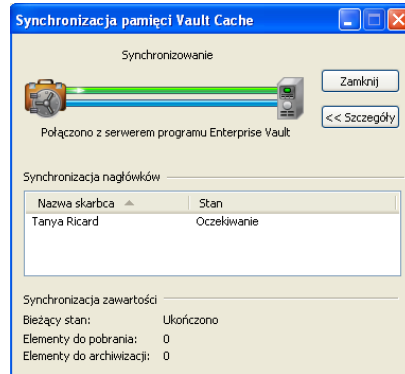 Synchronizacja pamięci Vault Cache
Synchronizowanie
Zamknij
Połączono z serwerem programu Enterprise Vault
<< Szczegóły
Synchronizacja nagłówków
Nazwa skarbca Stan
Tanya Ricard Oczekiwanie
Synchronizacja zawartości
Bieżący stan: Ukończono
Elementy do pobrania: 0
Elementy do archiwizacji: 0